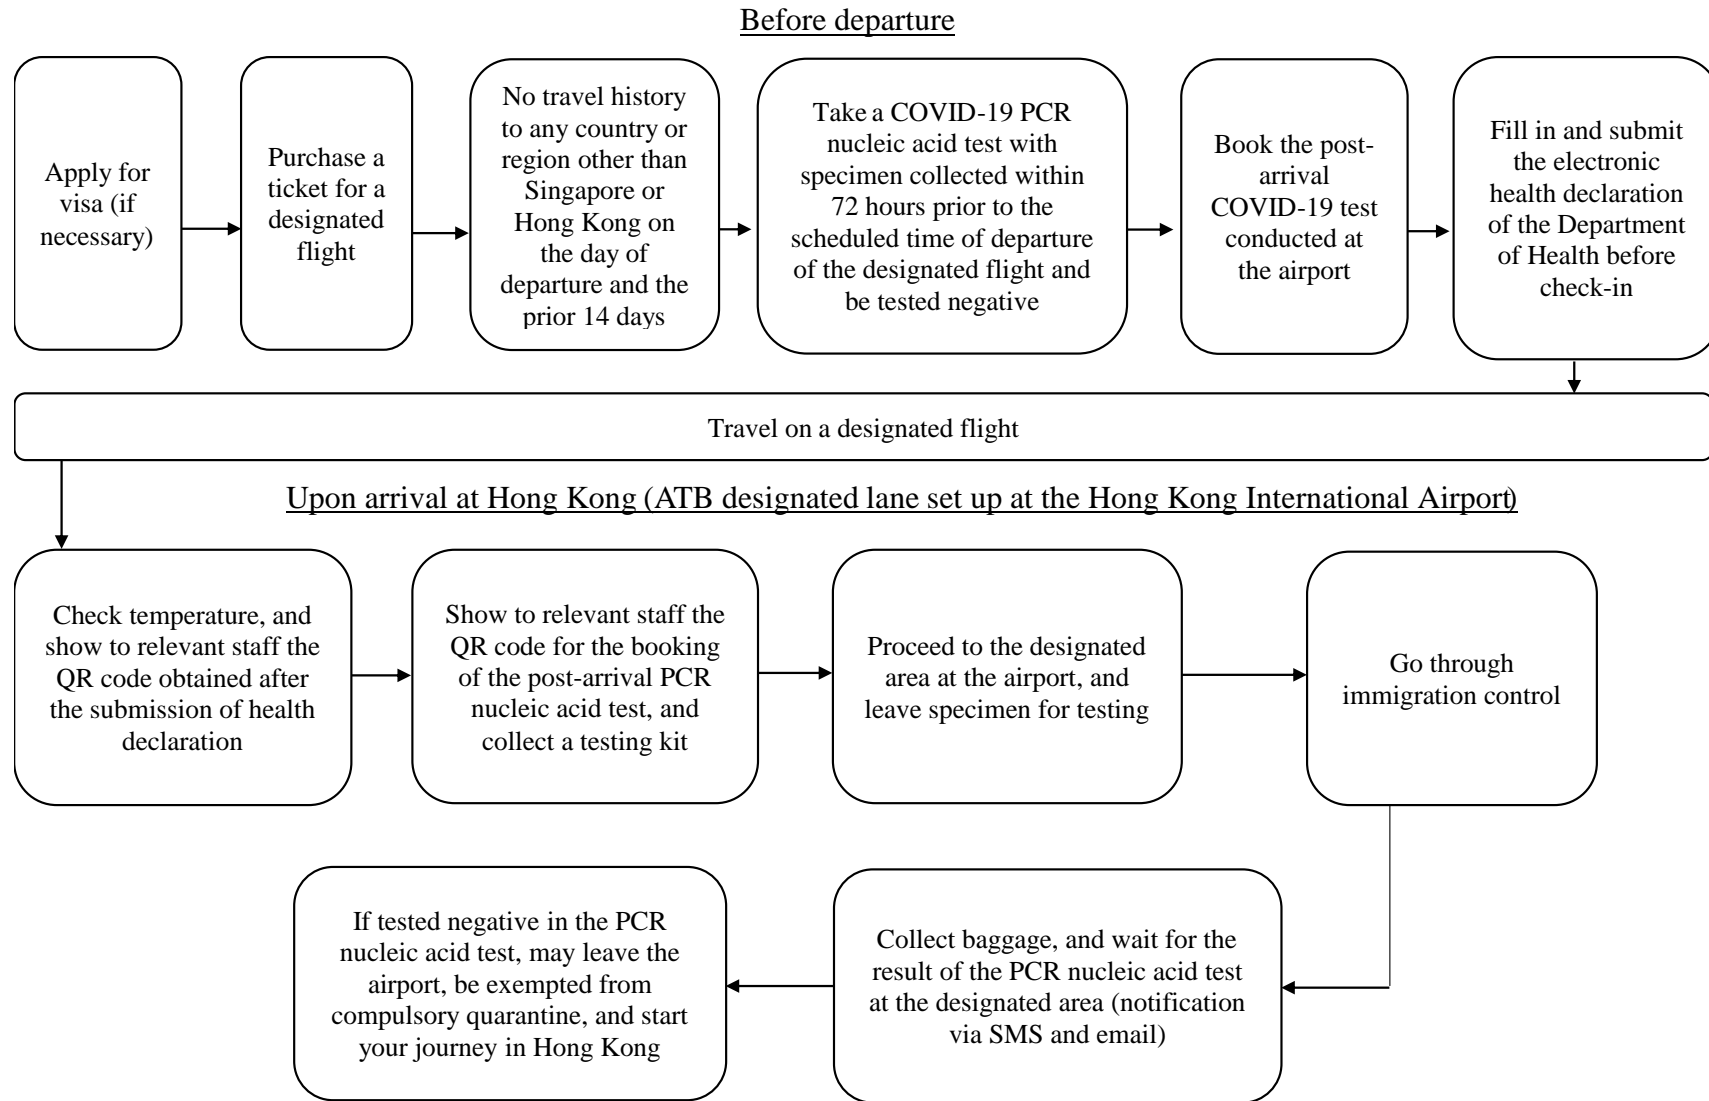 Before departure
Apply for
visa (if
necessary)
Purchase a
ticket for a
designated
flight
No travel history
to any country or
region other than
Singapore or
Hong Kong on
the day of
departure and the
prior 14 days
Take a COVID-19 PCR
nucleic acid test with
specimen collected within
72 hours prior to the
scheduled time of departure
of the designated flight and
be tested negative
Book the post-
arrival
COVID-19 test
conducted at
the airport
Fill in and submit
the electronic
health declaration
of the Department
of Health before
check-in
Travel on a designated flight
Upon arrival at Hong Kong (ATB designated lane set up at the Hong Kong International Airport)
Check temperature, and
show to relevant staff the
QR code obtained after
the submission of health
declaration
Show to relevant staff the
QR code for the booking
of the post-arrival PCR
nucleic acid test, and
collect a testing kit
Proceed to the designated
area at the airport, and
leave specimen for testing
Go through
immigration control
Collect baggage, and wait for the
result of the PCR nucleic acid test
at the designated area (notification
via SMS and email)
If tested negative in the PCR
nucleic acid test, may leave the
airport, be exempted from
compulsory quarantine, and start
your journey in Hong Kong